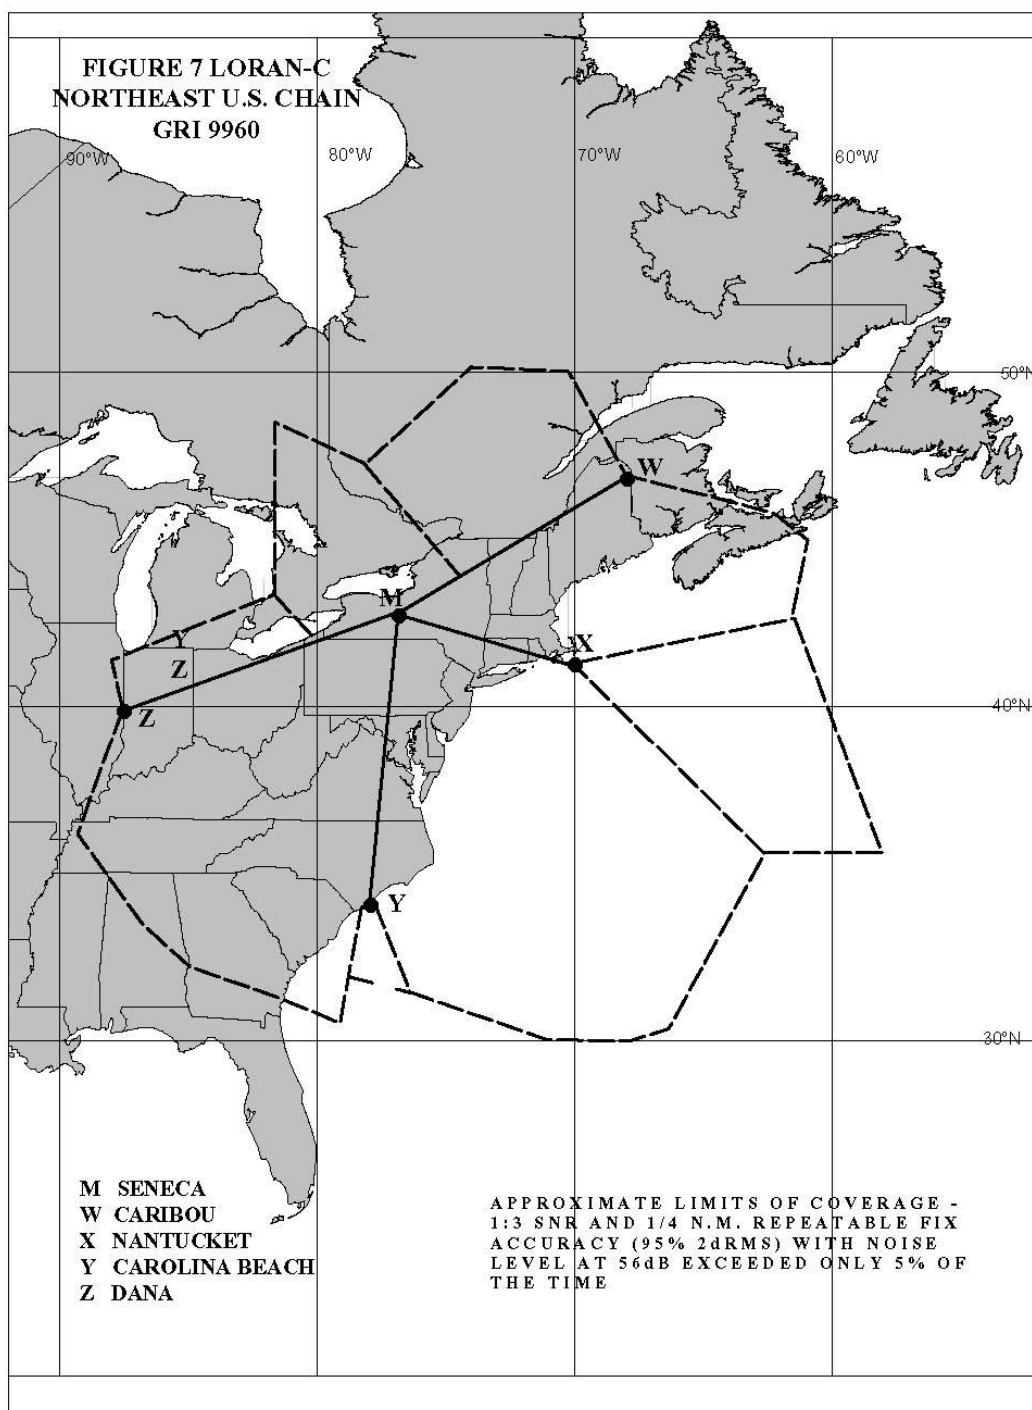 FIGURE 7 LORAN-C
NORTHEAST U.S. CHAIN
GRI 9960
90°W
80°W
70°W
60°W
50°N
W
M
Y
X
Z
Z
40°N
Y
30°N
M SENECA
W CARIBOU
X NANTUCKET
Y CAROLINA BEACH
Z DANA
APPROXIMATE LIMITS OF COVERAGE -
1:3 SNR AND 1/4 N.M. REPEATABLE FIX
ACCURACY (95% 2dRMS) WITH NOISE
LEVEL AT 56dB EXCEEDED ONLY 5% OF
THE TIME